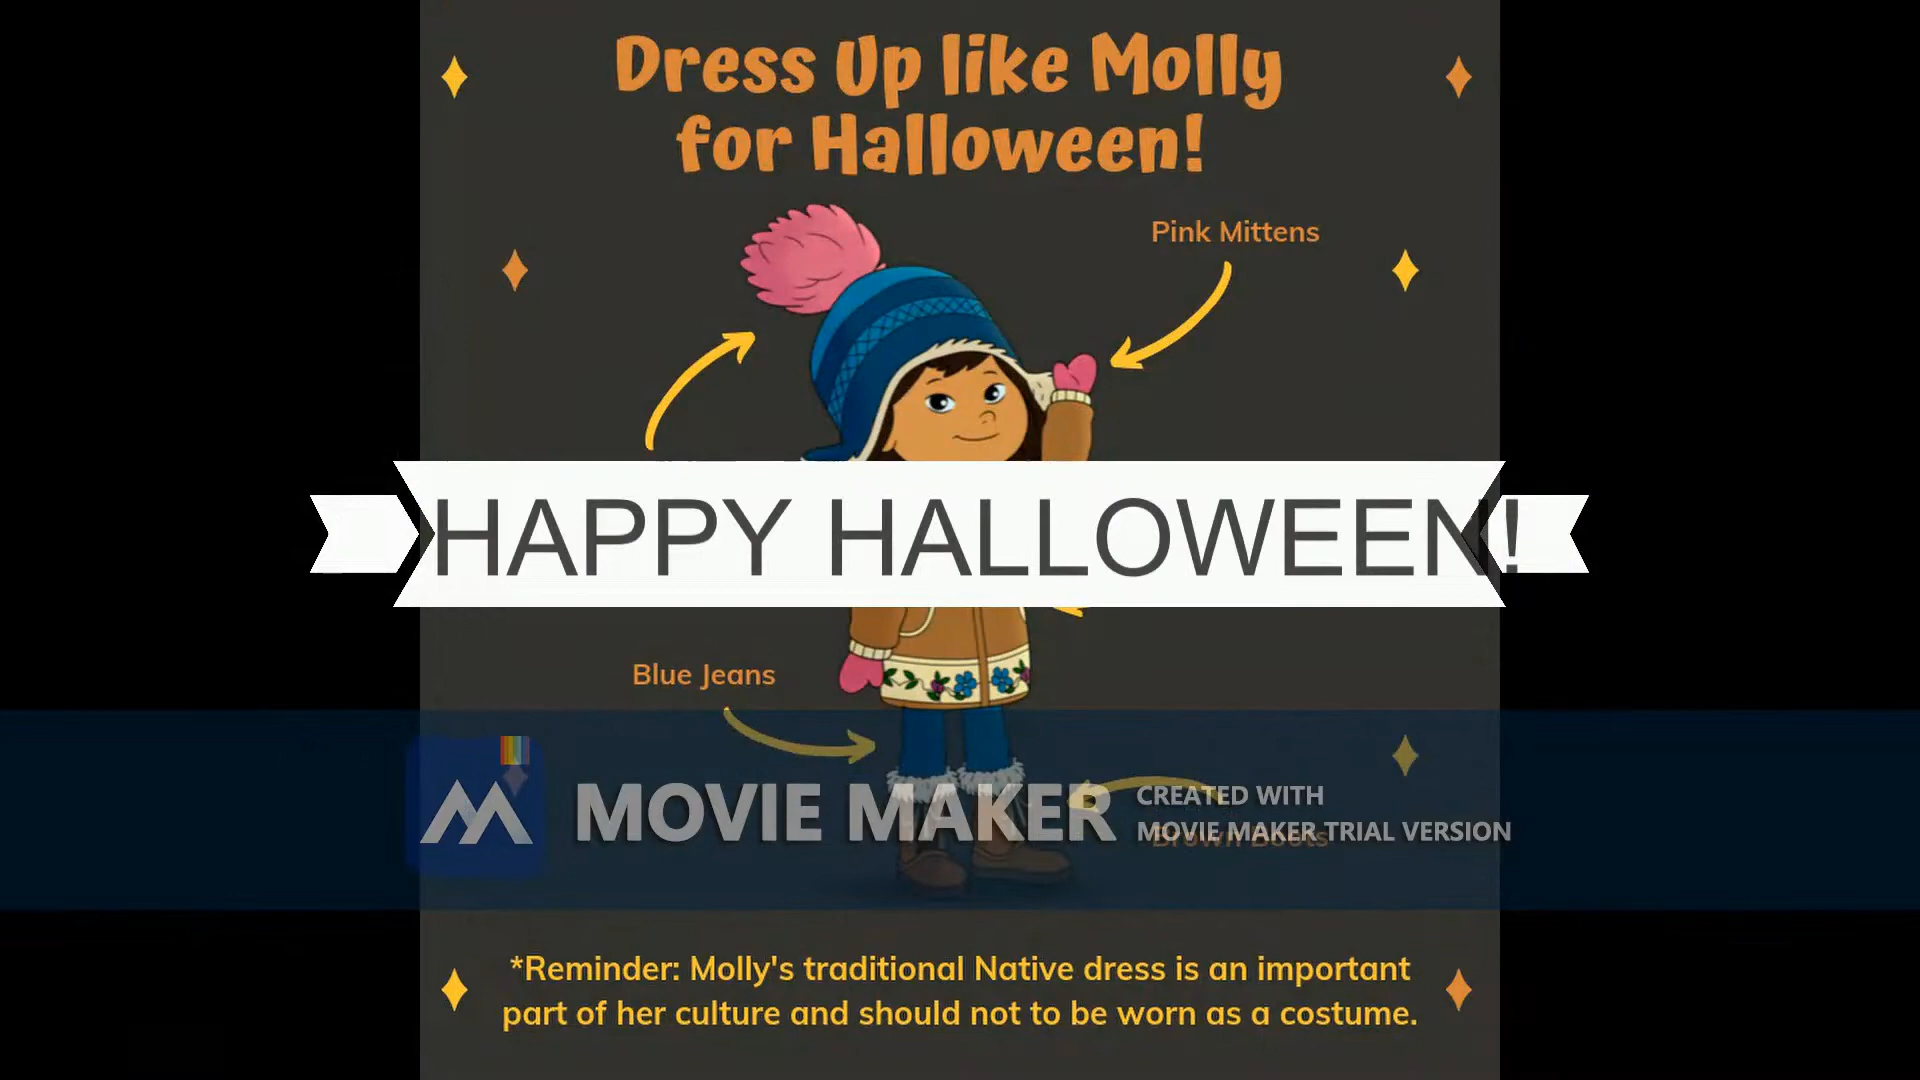 Dress Up like Molly
for Halloween!
Pink Mittens
HAPPY HALLOWEEN!
Blue Jeans
MOVIE MAKER
CREATED WITH
MOVIE MAKER TRIAL VERSION
Brown Boots
*Reminder: Molly's traditional Native dress is an important
part of her culture and should not to be worn as a costume.